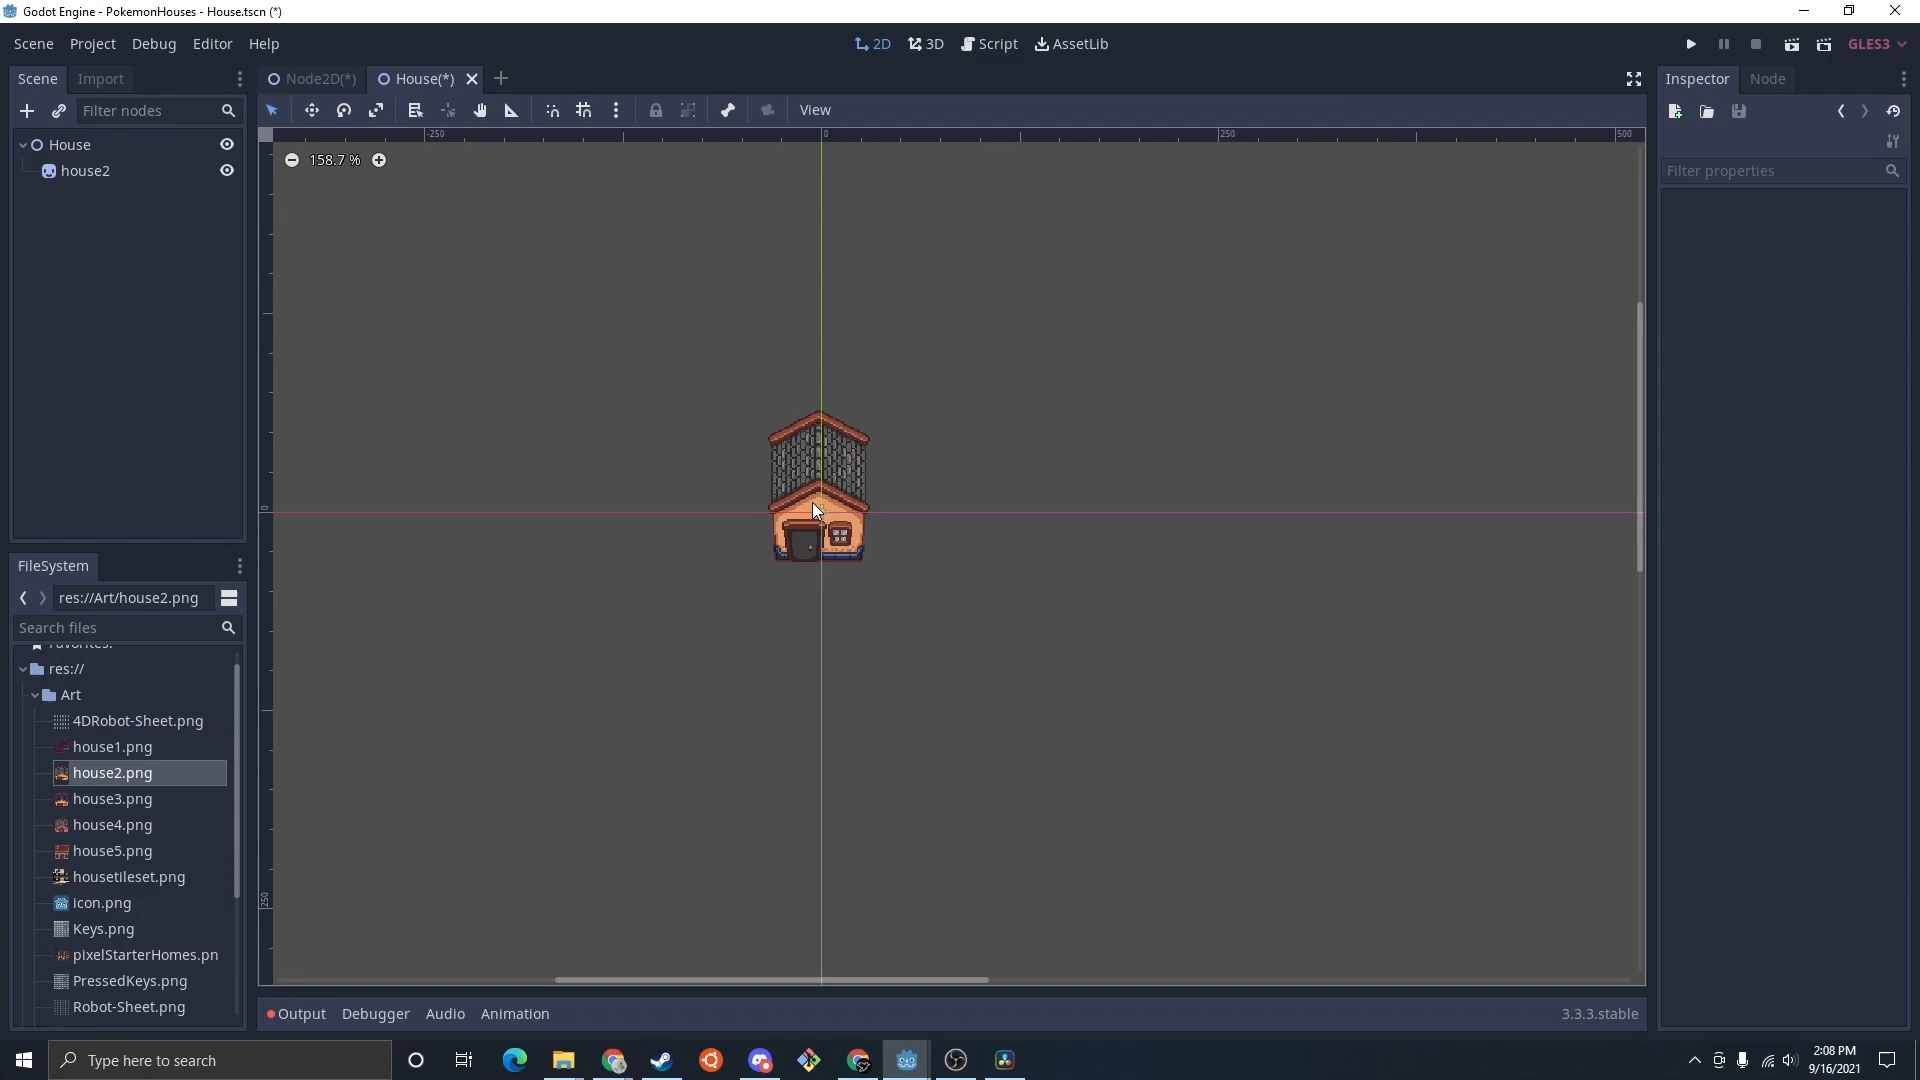 Godot Engine - PokemonHouses - House.tscn (*)
Scene Project Debug Editor Help
2D 3D Script AssetLib
GLES3
Scene Import
Node2D(*) House(*)
Inspector Node
Filter nodes
View
House
house2
-250 0 250 500
158.7 %
Filter properties
0
250
FileSystem
res://Art/house2.png
Search files
Favorites:
res://
Art
4DRobot-Sheet.png
house1.png
house2.png
house3.png
house4.png
house5.png
housetileset.png
icon.png
Keys.png
pixelStarterHomes.pn
PressedKeys.png
Robot-Sheet.png
Output Debugger Audio Animation
3.3.3.stable
Type here to search
2:08 PM
9/16/2021